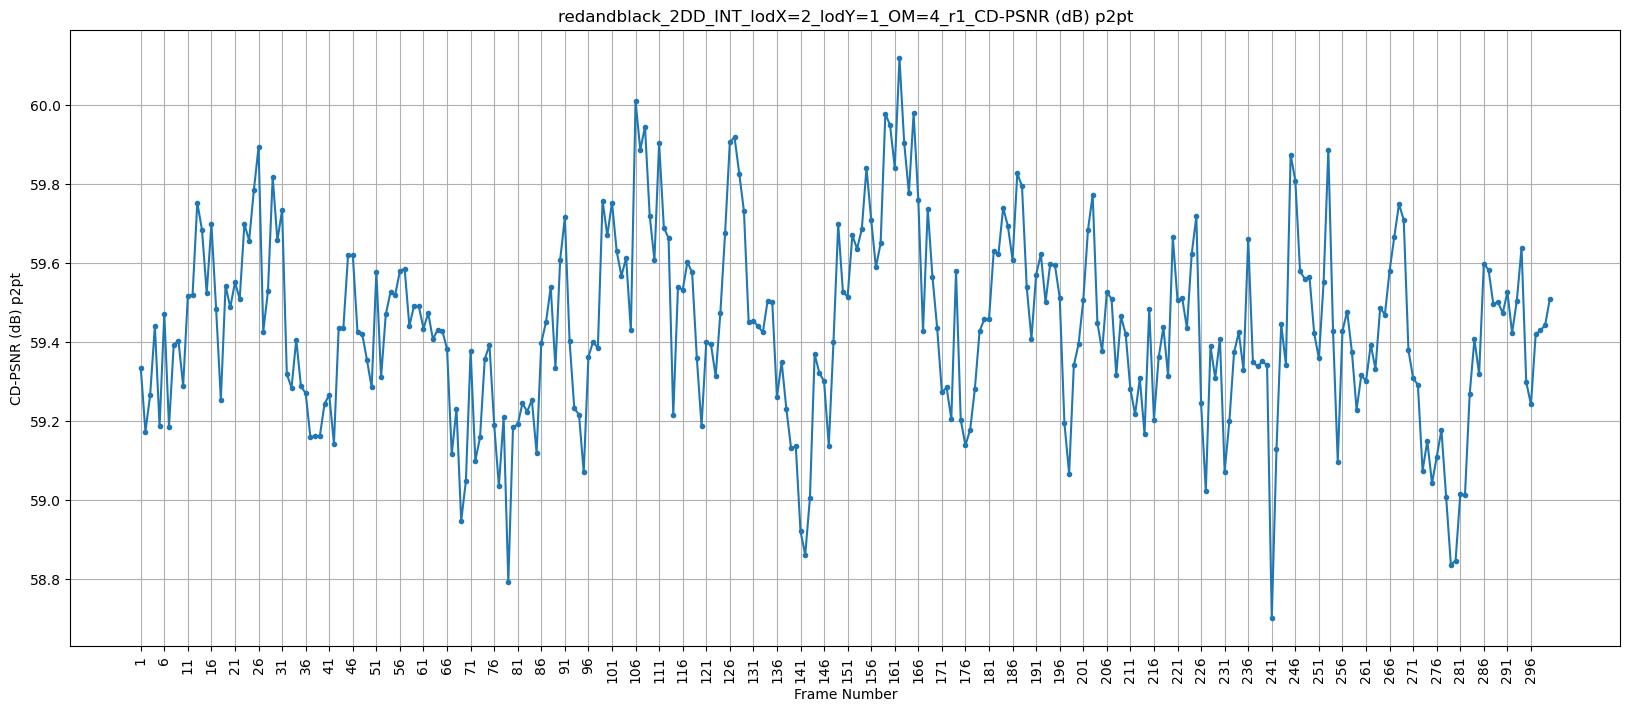 redandblack_2DD_INT_lodX=2_lodY=1_OM=4_r1_CD-PSNR (dB) p2pt
CD-PSNR (dB) p2pt
60.0
59.8
59.6
59.4
59.2
59.0
58.8
1 6 11 16 21 26 31 36 41 46 51 56 61 66 71 76 81 86 91 96 101 106 111 116 121 126 131 136 141 146 151 156 161 166 171 176 181 186 191 196 201 206 211 216 221 226 231 236 241 246 251 256 261 266 271 276 281 286 291 296
Frame Number